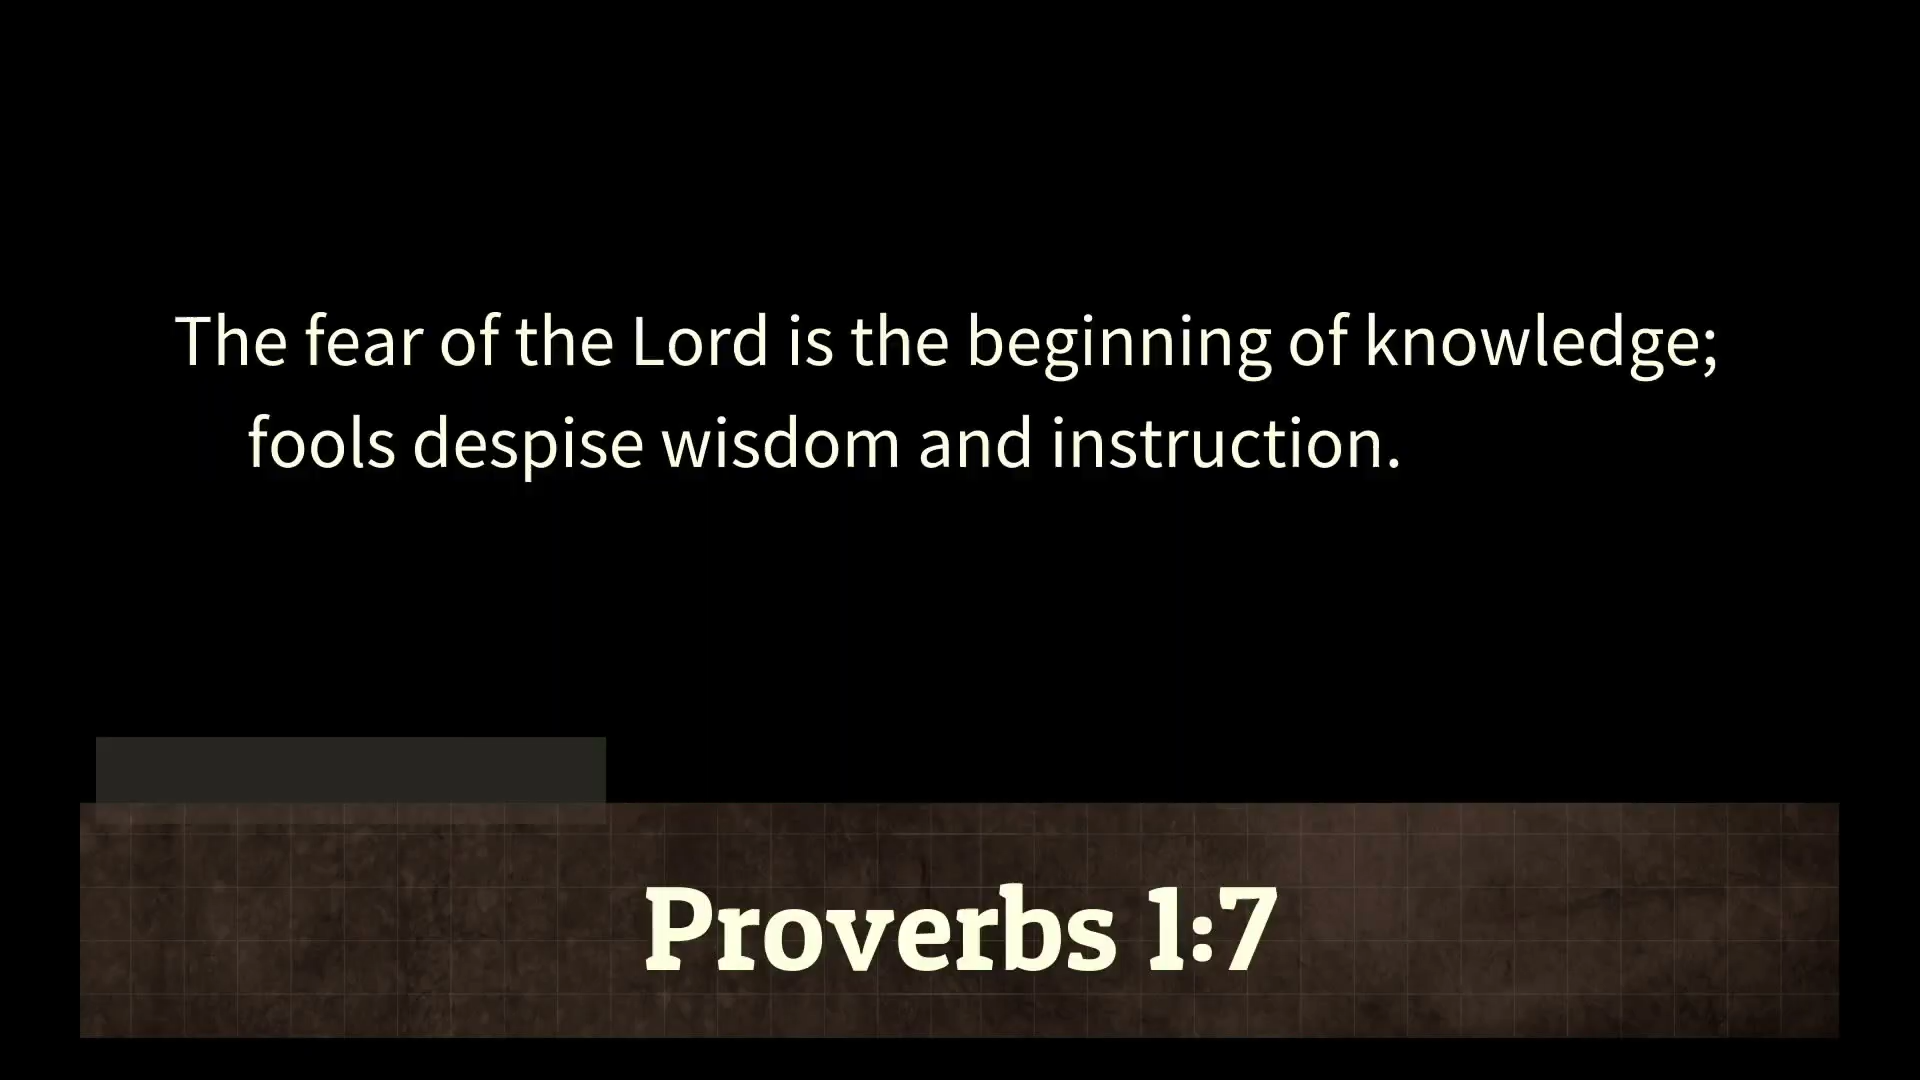 The fear of the Lord is the beginning of knowledge;
fools despise wisdom and instruction.
Proverbs 1:7